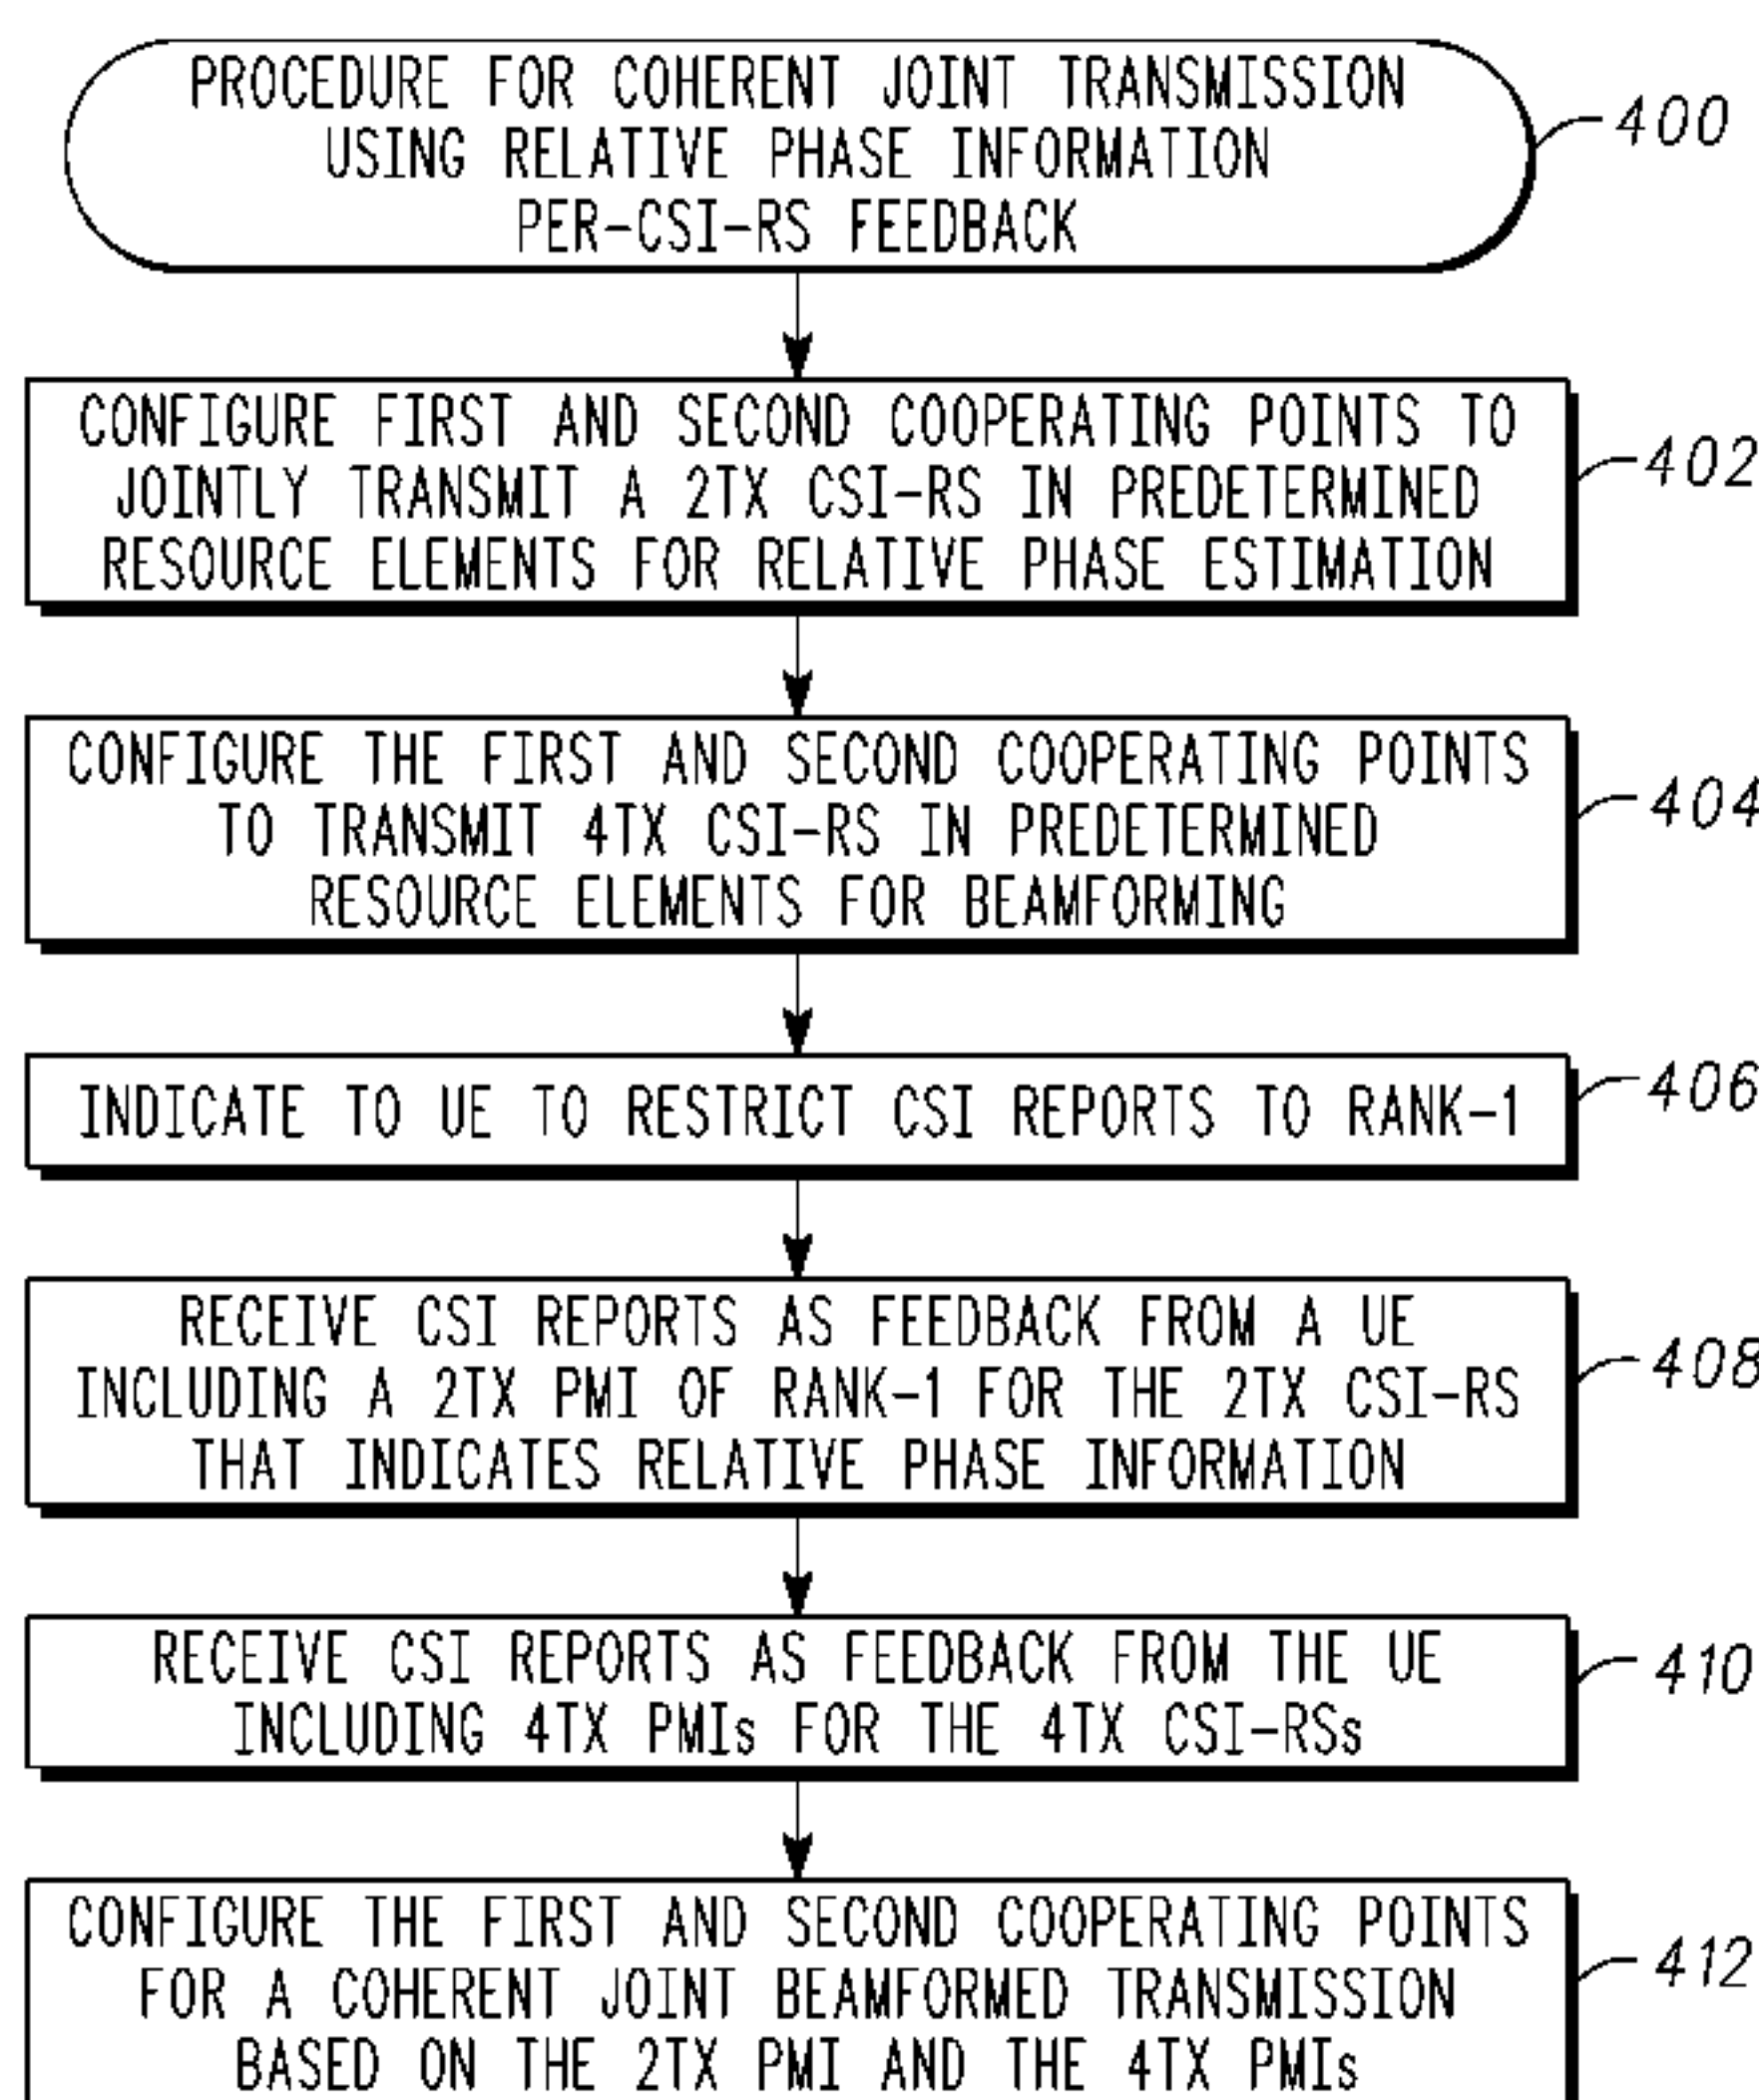 PROCEDURE FOR COHERENT JOINT TRANSMISSION
USING RELATIVE PHASE INFORMATION
PER-CSI-RS FEEDBACK
400
CONFIGURE FIRST AND SECOND COOPERATING POINTS TO
JOINTLY TRANSMIT A 2TX CSI-RS IN PREDETERMINED
RESOURCE ELEMENTS FOR RELATIVE PHASE ESTIMATION
402
CONFIGURE THE FIRST AND SECOND COOPERATING POINTS
TO TRANSMIT 4TX CSI-RS IN PREDETERMINED
RESOURCE ELEMENTS FOR BEAMFORMING
404
INDICATE TO UE TO RESTRICT CSI REPORTS TO RANK-1
406
RECEIVE CSI REPORTS AS FEEDBACK FROM A UE
INCLUDING A 2TX PMI OF RANK-1 FOR THE 2TX CSI-RS
THAT INDICATES RELATIVE PHASE INFORMATION
408
RECEIVE CSI REPORTS AS FEEDBACK FROM THE UE
INCLUDING 4TX PMIs FOR THE 4TX CSI-RSs
410
CONFIGURE THE FIRST AND SECOND COOPERATING POINTS
FOR A COHERENT JOINT BEAMFORMED TRANSMISSION
BASED ON THE 2TX PMI AND THE 4TX PMIs
412